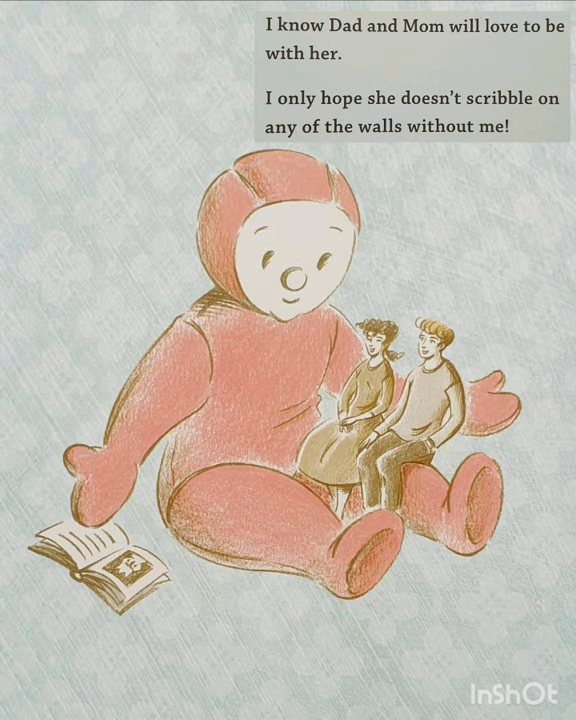 I know Dad and Mom will love to be
with her.
I only hope she doesn’t scribble on
any of the walls without me!
InShOt